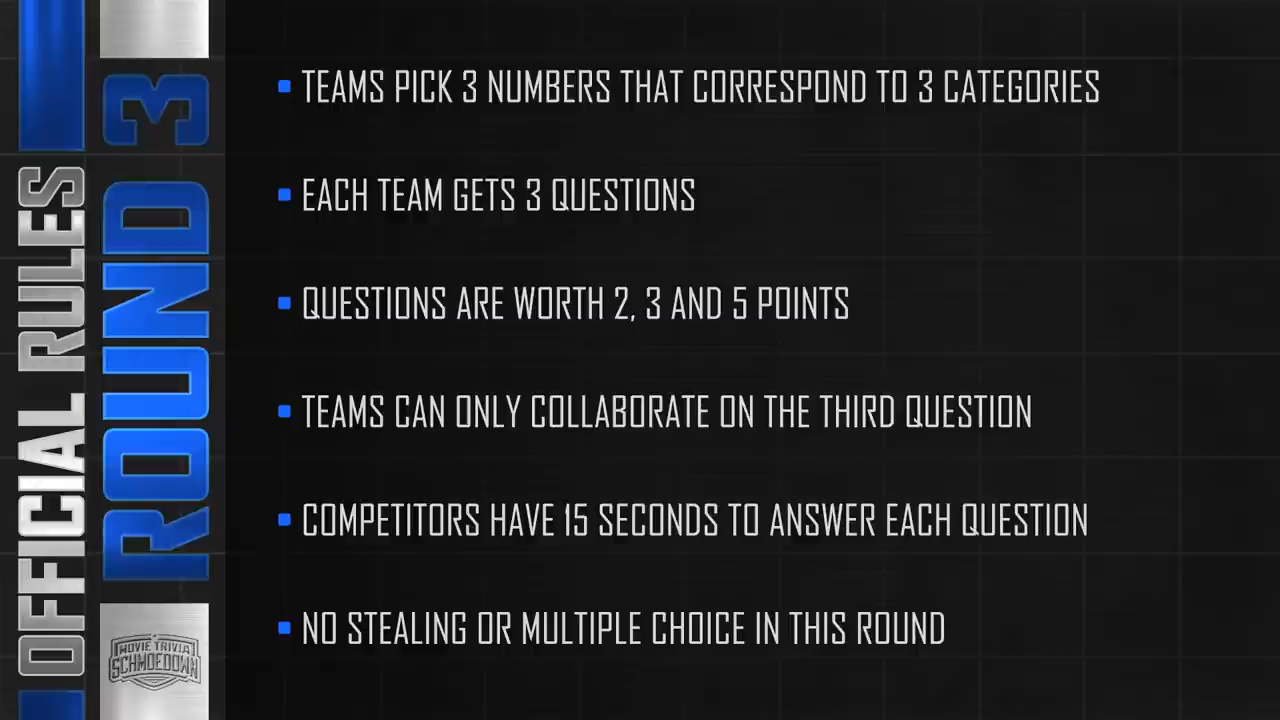 OFFICIAL RULES
ROUND 3
TEAMS PICK 3 NUMBERS THAT CORRESPOND TO 3 CATEGORIES
EACH TEAM GETS 3 QUESTIONS
QUESTIONS ARE WORTH 2, 3 AND 5 POINTS
TEAMS CAN ONLY COLLABORATE ON THE THIRD QUESTION
COMPETITORS HAVE 15 SECONDS TO ANSWER EACH QUESTION
NO STEALING OR MULTIPLE CHOICE IN THIS ROUND
MOVIE TRIVIA
SCHMOEDOWN